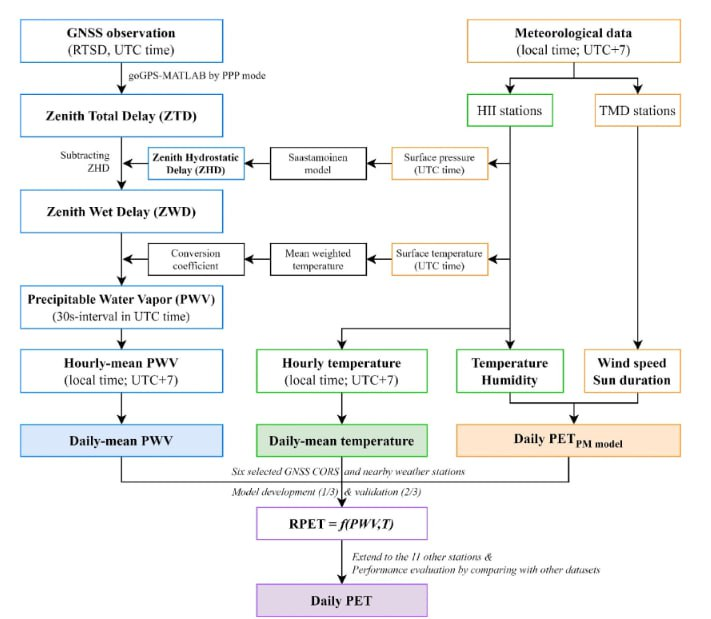 GNSS observation
(RTSD, UTC time)
Meteorological data
(local time; UTC+7)
goGPS-MATLAB by PPP mode
Zenith Total Delay (ZTD)
HII stations
TMD stations
Subtracting
ZHD
Zenith Hydrostatic
Delay (ZHD)
Saastamoinen
model
Surface pressure
(UTC time)
Zenith Wet Delay (ZWD)
Conversion
coefficient
Mean weighted
temperature
Surface temperature
(UTC time)
Precipitable Water Vapor (PWV)
(30s-interval in UTC time)
Hourly-mean PWV
(local time; UTC+7)
Hourly temperature
(local time; UTC+7)
Temperature
Humidity
Wind speed
Sun duration
Daily-mean PWV
Daily-mean temperature
Daily PET PM model
Six selected GNSS CORS and nearby weather stations
Model development (1/3) & validation (2/3)
RPET = f(PWV,T)
Extend to the 11 other stations &
Performance evaluation by comparing with other datasets
Daily PET